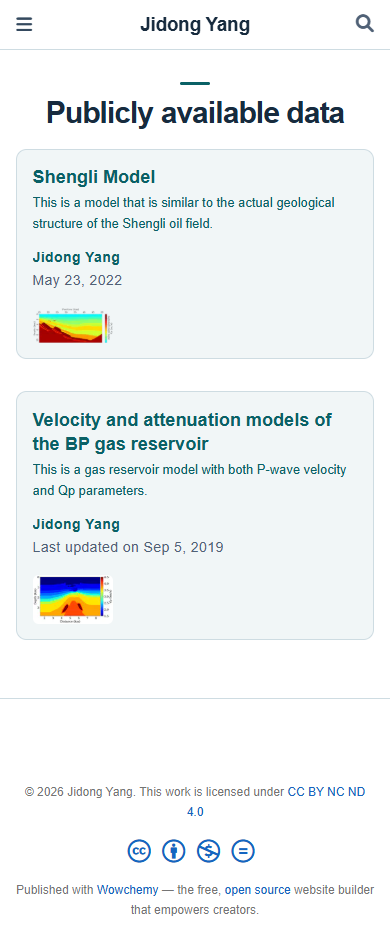 Jidong Yang
Publicly available data
Shengli Model
This is a model that is similar to the actual geological
structure of the Shengli oil field.
Jidong Yang
May 23, 2022
Velocity and attenuation models of
the BP gas reservoir
This is a gas reservoir model with both P-wave velocity
and Qp parameters.
Jidong Yang
Last updated on Sep 5, 2019
© 2026 Jidong Yang. This work is licensed under CC BY NC ND
4.0
Published with Wowchemy — the free, open source website builder
that empowers creators.